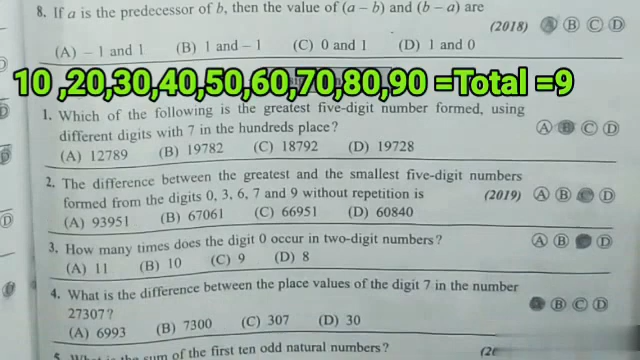 8. If a is the predecessor of b, then the value of (a – b) and (b – a) are
(2018) A B C D
(A) – 1 and 1 (B) 1 and – 1 (C) 0 and 1 (D) 1 and 0
10 ,20,30,40,50,60,70,80,90 =Total =9
1. Which of the following is the greatest five-digit number formed, using
different digits with 7 in the hundreds place? A B C D
(A) 12789 (B) 19782 (C) 18792 (D) 19728
2. The difference between the greatest and the smallest five-digit numbers
formed from the digits 0, 3, 6, 7 and 9 without repetition is (2019) A B C D
(A) 93951 (B) 67061 (C) 66951 (D) 60840
3. How many times does the digit 0 occur in two-digit numbers? A B D
(A) 11 (B) 10 (C) 9 (D) 8
4. What is the difference between the place values of the digit 7 in the number
27307? B C D
(A) 6993 (B) 7300 (C) 307 (D) 30
5. What is the sum of the first ten odd natural numbers?